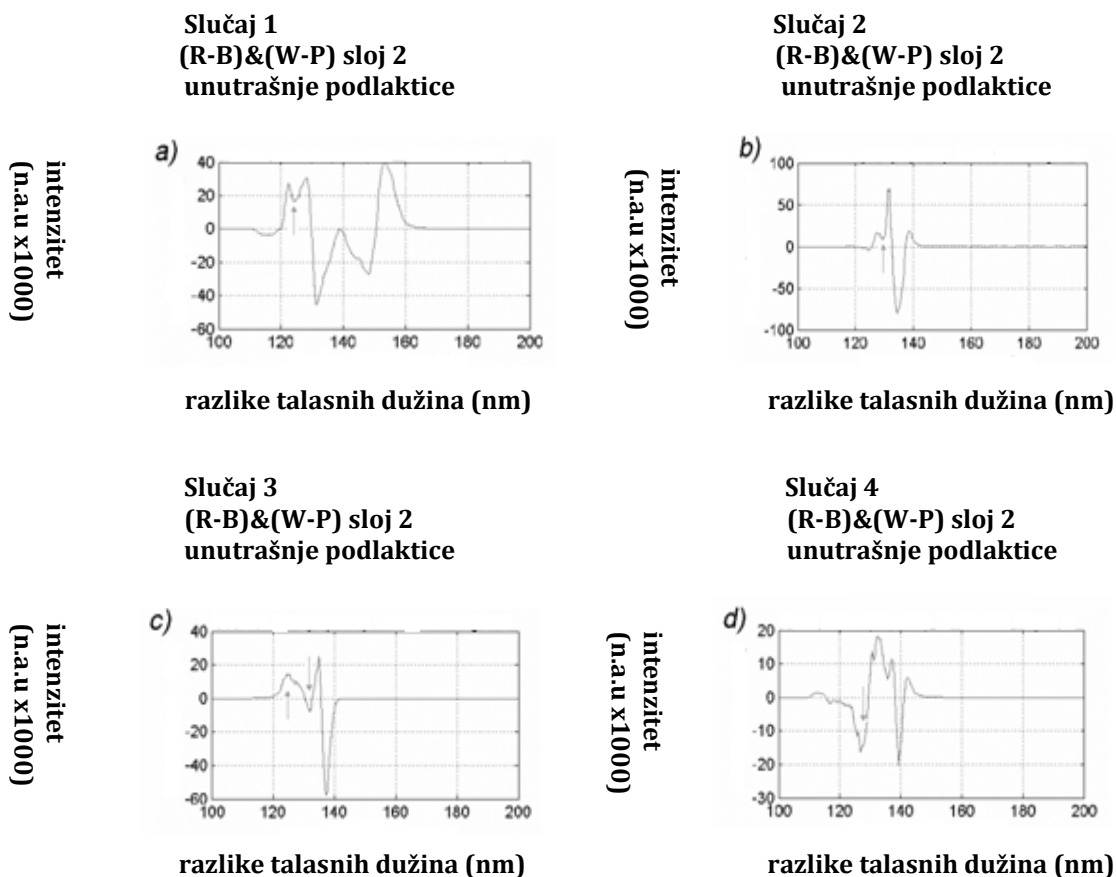 Slučaj 1
(R-B)&(W-P) sloj 2
unutrašnje podlaktice
a)
intenzitet
(n.a.u x1000)
40
20
0
-20
-40
-60
100 120 140 160 180 200
razlike talasnih dužina (nm)
Slučaj 2
(R-B)&(W-P) sloj 2
unutrašnje podlaktice
b)
intenzitet
(n.a.u x1000)
100
50
0
-50
-100
100 120 140 160 180 200
razlike talasnih dužina (nm)
Slučaj 3
(R-B)&(W-P) sloj 2
unutrašnje podlaktice
c)
intenzitet
(n.a.u x1000)
40
20
0
-20
-40
-60
100 120 140 160 180 200
razlike talasnih dužina (nm)
Slučaj 4
(R-B)&(W-P) sloj 2
unutrašnje podlaktice
d)
intenzitet
(n.a.u x1000)
20
10
0
-10
-20
-30
100 120 140 160 180 200
razlike talasnih dužina (nm)